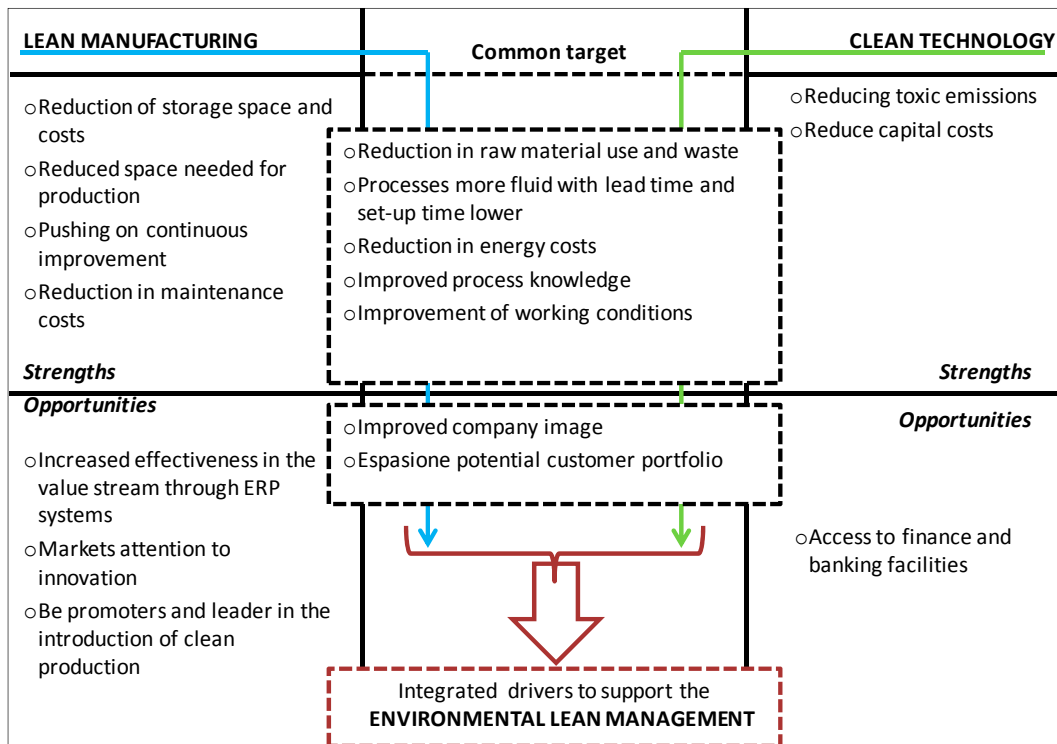 LEAN MANUFACTURING
Common target
CLEAN TECHNOLOGY
○Reduction of storage space and
costs
○Reduced space needed for
production
○Pushing on continuous
improvement
○Reduction in maintenance
costs
Strengths
○Reduction in raw material use and waste
○Processes more fluid with lead time and
set-up time lower
○Reduction in energy costs
○Improved process knowledge
○Improvement of working conditions
○Reducing toxic emissions
○Reduce capital costs
Strengths
Opportunities
○Increased effectiveness in the
value stream through ERP
systems
○Markets attention to
innovation
○Be promoters and leader in the
introduction of clean
production
○Improved company image
○Espasione potential customer portfolio
Opportunities
○Access to finance and
banking facilities
Integrated drivers to support the
ENVIRONMENTAL LEAN MANAGEMENT